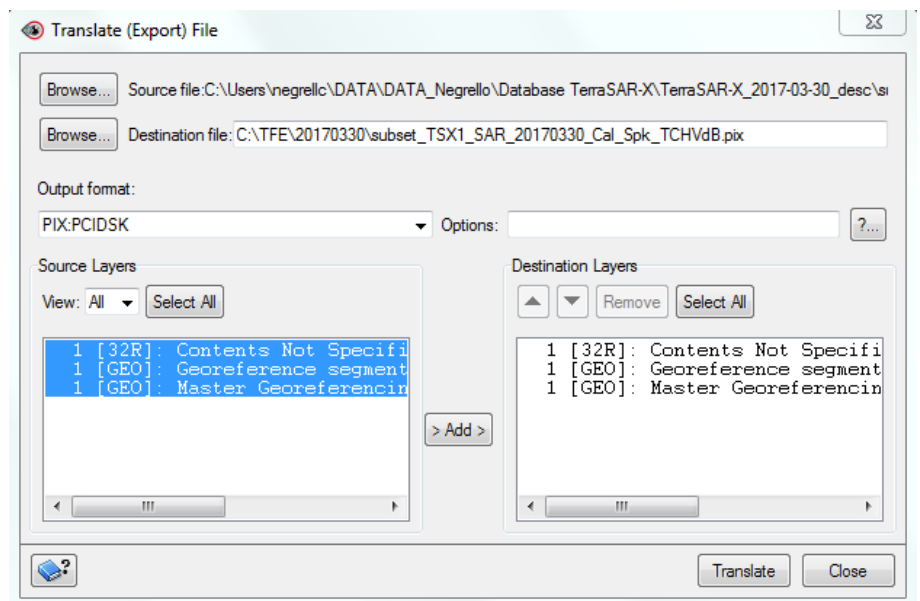 Translate (Export) File
Browse... Source file:C:\Users\negrellc\DATA\DATA_Negrello\Database TerraSAR-X\TerraSAR-X_2017-03-30_desc\su
Browse... Destination file: C:\TFE\20170330\subset_TSX1_SAR_20170330_Cal_Spk_TCHVdB.pix
Output format:
PIX:PCIDSK Options: ?...
Source Layers Destination Layers
View: All Select All Remove Select All
1 [32R]: Contents Not Specifi 1 [32R]: Contents Not Specifi
1 [GEO]: Georeference segment 1 [GEO]: Georeference segment
1 [GEO]: Master Georeferencin 1 [GEO]: Master Georeferencin
> Add >
? Translate Close